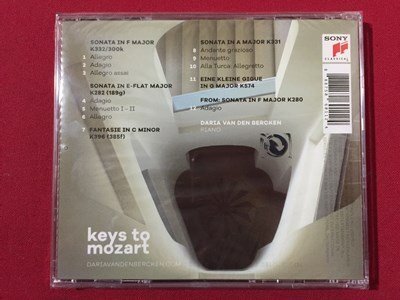 SONATA IN F MAJOR
K332/300k
1 Allegro
2 Adagio
3 Allegro assai
SONATA IN E-FLAT MAJOR
K282 (189g)
4 Adagio
5 Menuetto I – II
6 Allegro
7 FANTASIE IN C MINOR
K396 (385f)
SONATA IN A MAJOR K331
8 Andante grazioso
9 Menuetto
10 Alla Turca: Allegretto
11 EINE KLEINE GIGUE
IN G MAJOR K574
FROM: SONATA IN F MAJOR K280
12 Adagio
DARIA VAN DEN BERCKEN
PIANO
SONY
CLASSICAL
keys to
mozart
DARIAVANDENBERCKEN.COM